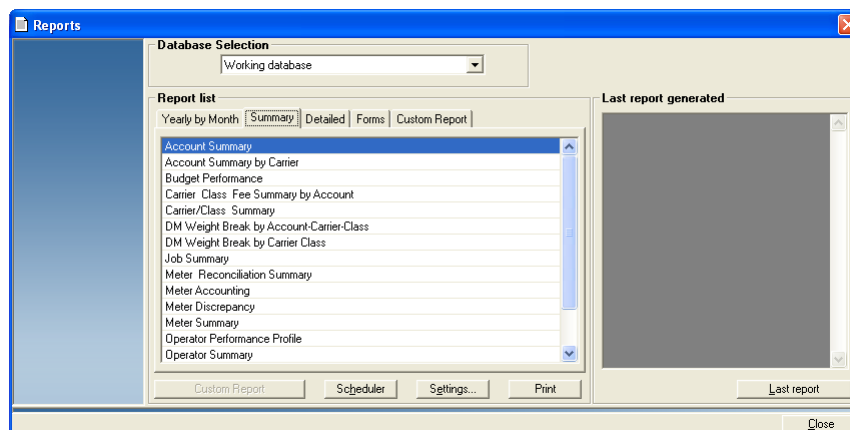 Reports
Database Selection
Working database
Report list
Last report generated
Yearly by Month Summary Detailed Forms Custom Report
Account Summary
Account Summary by Carrier
Budget Performance
Carrier Class Fee Summary by Account
Carrier/Class Summary
DM Weight Break by Account-Carrier-Class
DM Weight Break by Carrier Class
Job Summary
Meter Reconciliation Summary
Meter Accounting
Meter Discrepancy
Meter Summary
Operator Performance Profile
Operator Summary
Custom Report Scheduler Settings... Print
Last report
Close